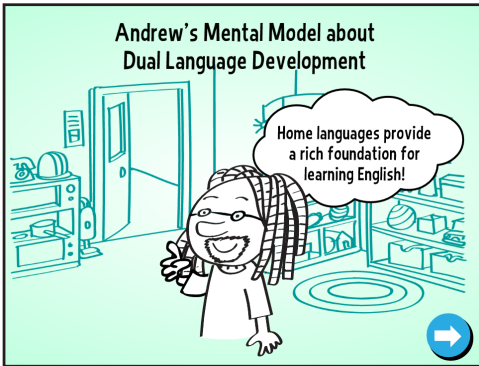 Andrew's Mental Model about
Dual Language Development
Home languages provide
a rich foundation for
learning English!